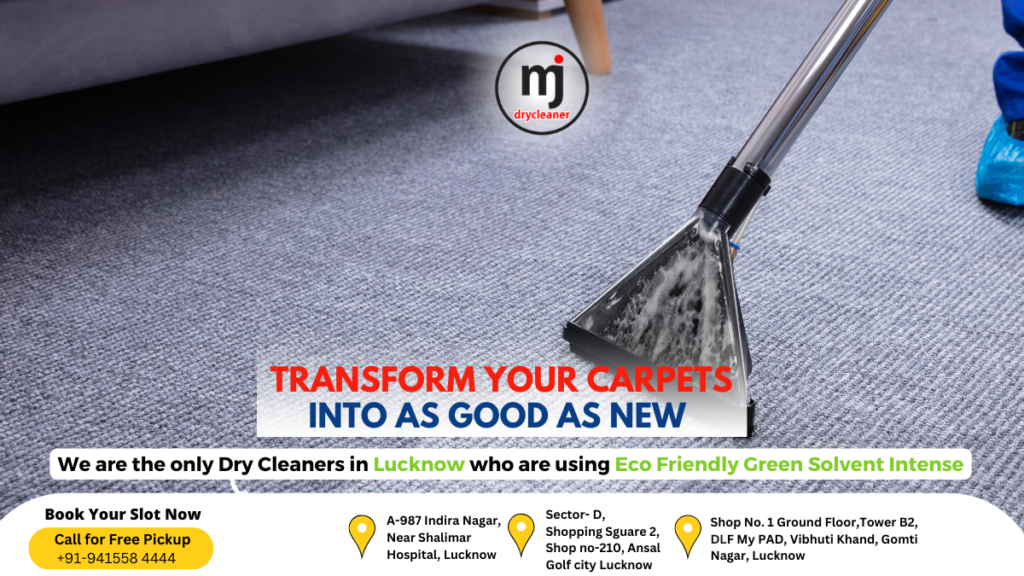 mj
drycleaner
TRANSFORM YOUR CARPETS
INTO AS GOOD AS NEW
We are the only Dry Cleaners in Lucknow who are using Eco Friendly Green Solvent Intense
Book Your Slot Now
Call for Free Pickup
+91-941558 4444
A-987 Indira Nagar,
Near Shalimar
Hospital, Lucknow
Sector- D,
Shopping Sguare 2,
Shop no-210, Ansal
Golf city Lucknow
Shop No. 1 Ground Floor,Tower B2,
DLF My PAD, Vibhuti Khand, Gomti
Nagar, Lucknow